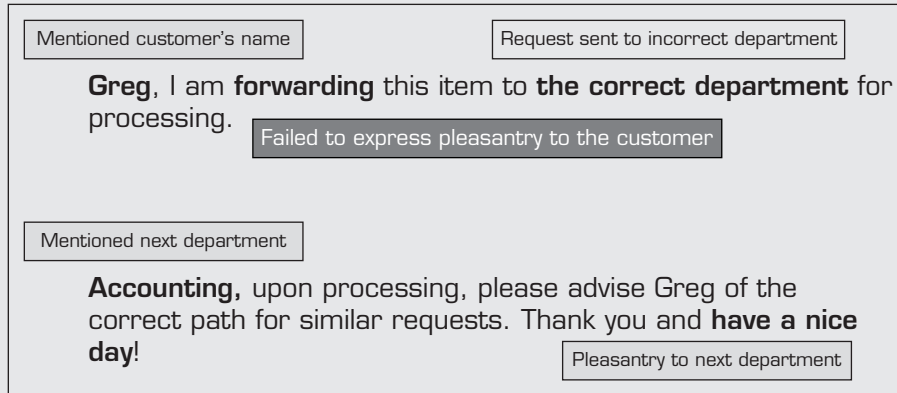 Mentioned customer's name
Request sent to incorrect department
Greg, I am forwarding this item to the correct department for
processing.
Failed to express pleasantry to the customer
Mentioned next department
Accounting, upon processing, please advise Greg of the
correct path for similar requests. Thank you and have a nice
day!
Pleasantry to next department